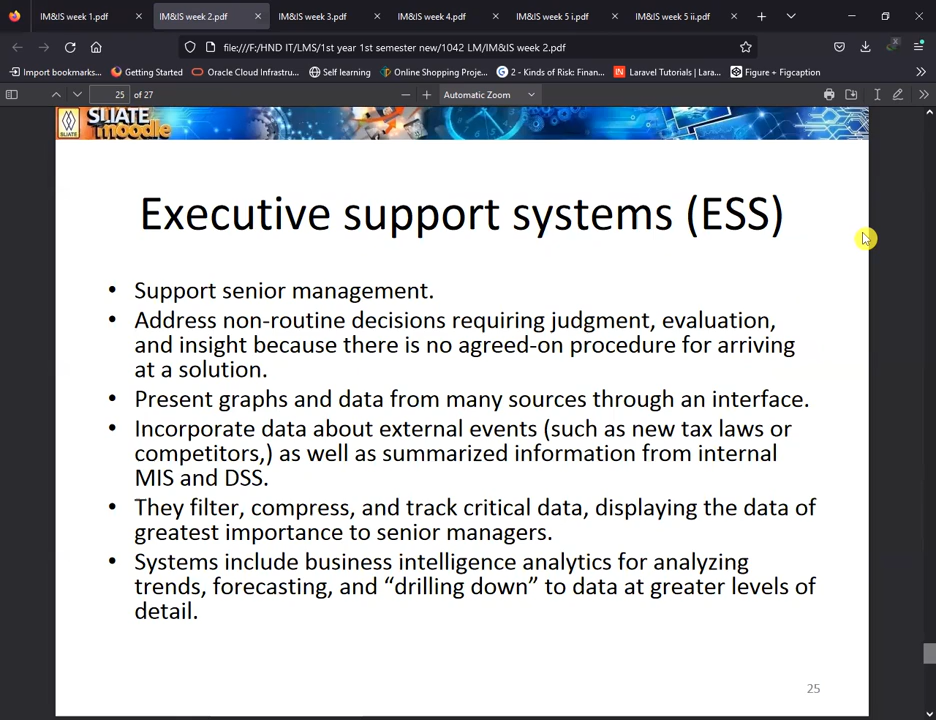 IM&IS week 1.pdf
IM&IS week 2.pdf
IM&IS week 3.pdf
IM&IS week 4.pdf
IM&IS week 5 i.pdf
IM&IS week 5 ii.pdf
file:///F:/HND IT/LMS/1st year 1st semester new/1042 LM/IM&IS week 2.pdf
Import bookmarks...
Getting Started
Oracle Cloud Infrastru...
Self learning
Online Shopping Proje...
2 - Kinds of Risk: Finan...
Laravel Tutorials | Lara...
Figure + Figcaption
25 of 27
Automatic Zoom
SLIATE
moodle
SLIATE
Executive support systems (ESS)
• Support senior management.
• Address non-routine decisions requiring judgment, evaluation,
and insight because there is no agreed-on procedure for arriving
at a solution.
• Present graphs and data from many sources through an interface.
• Incorporate data about external events (such as new tax laws or
competitors,) as well as summarized information from internal
MIS and DSS.
• They filter, compress, and track critical data, displaying the data of
greatest importance to senior managers.
• Systems include business intelligence analytics for analyzing
trends, forecasting, and “drilling down” to data at greater levels of
detail.
25